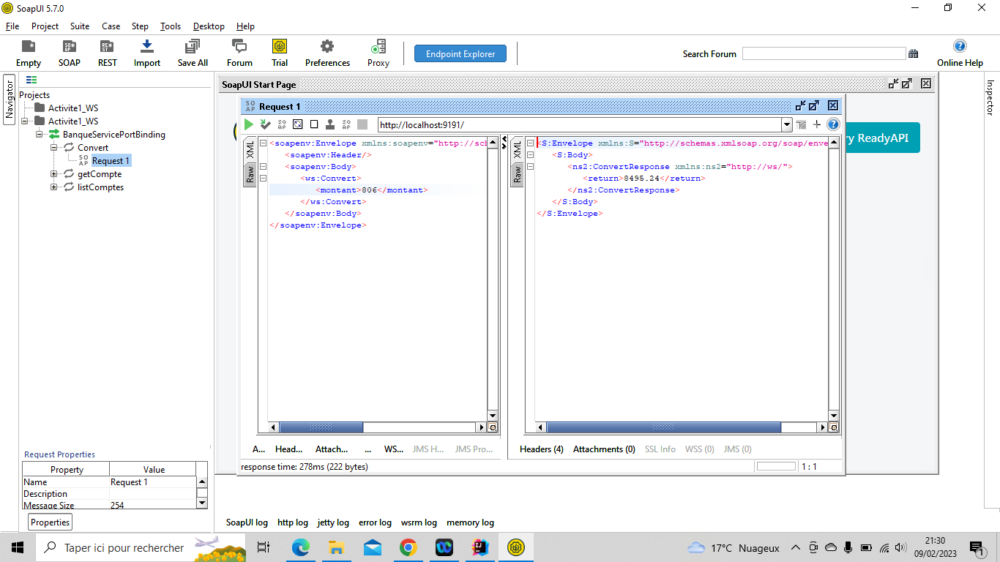 SoapUI 5.7.0
File Project Suite Case Step Tools Desktop Help
Empty SOAP REST Import Save All Forum Trial Preferences Proxy Endpoint Explorer Search Forum Online Help
Navigator
Projects
Activite1_WS
Activite1_WS
BanqueServicePortBinding
Convert
Request 1
getCompte
listComptes
Request Properties
Property Value
Name Request 1
Description
Message Size 254
Properties
SoapUI Start Page
Request 1
http://localhost:9191/
XML
Raw
<soapenv:Envelope xmlns:soapenv="http://sch
<soapenv:Header/>
<soapenv:Body>
<ws:Convert>
<montant>806</montant>
</ws:Convert>
</soapenv:Body>
</soapenv:Envelope>
A... Head... Attach... ... WS... JMS H... JMS Pro...
XML
Raw
<S:Envelope xmlns:S="http://schemas.xmlsoap.org/soap/enve
<S:Body>
<ns2:ConvertResponse xmlns:ns2="http://ws/">
<return>8495.24</return>
</ns2:ConvertResponse>
</S:Body>
</S:Envelope>
Headers (4) Attachments (0) SSL Info WSS (0) JMS (0)
response time: 278ms (222 bytes) 1 : 1
ry ReadyAPI
Inspector
SoapUI log http log jetty log error log wsrm log memory log
Taper ici pour rechercher
17°C Nuageux
21:30
09/02/2023
1